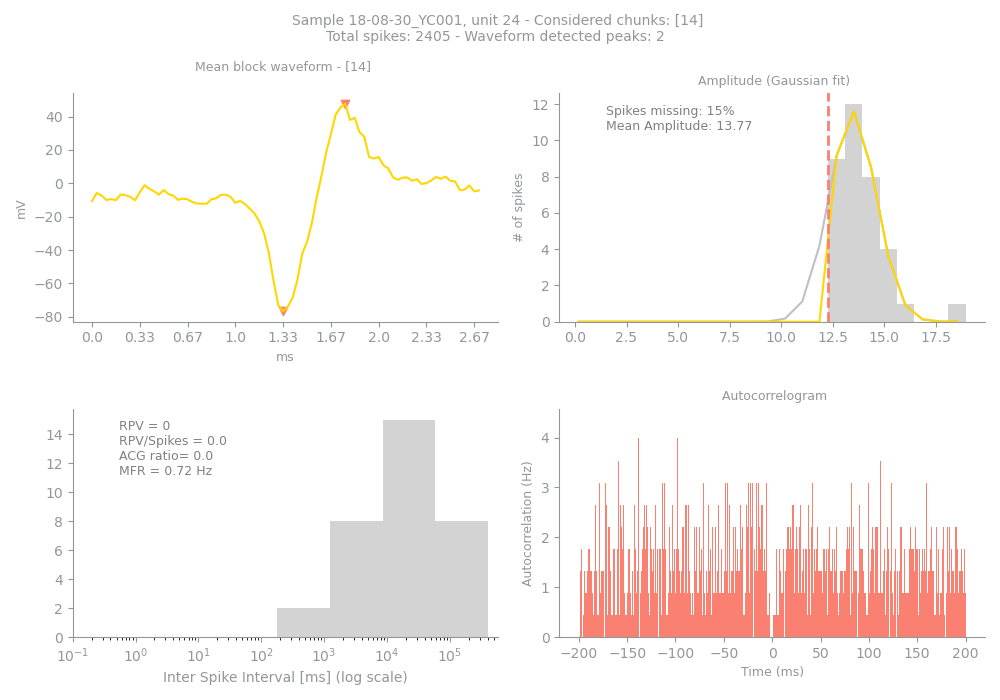 Sample 18-08-30_YC001, unit 24 - Considered chunks: [14]
Total spikes: 2405 - Waveform detected peaks: 2
Mean block waveform - [14]
mV
40
20
0
−20
−40
−60
−80
0.0 0.33 0.67 1.0 1.33 1.67 2.0 2.33 2.67
ms
Amplitude (Gaussian fit)
Spikes missing: 15%
Mean Amplitude: 13.77
# of spikes
12
10
8
6
4
2
0
0.0 2.5 5.0 7.5 10.0 12.5 15.0 17.5
RPV = 0
RPV/Spikes = 0.0
ACG ratio= 0.0
MFR = 0.72 Hz
14
12
10
8
6
4
2
0
10⁻¹ 10⁰ 10¹ 10² 10³ 10⁴ 10⁵
Inter Spike Interval [ms] (log scale)
Autocorrelogram
Autocorrelation (Hz)
4
3
2
1
0
−200 −150 −100 −50 0 50 100 150 200
Time (ms)